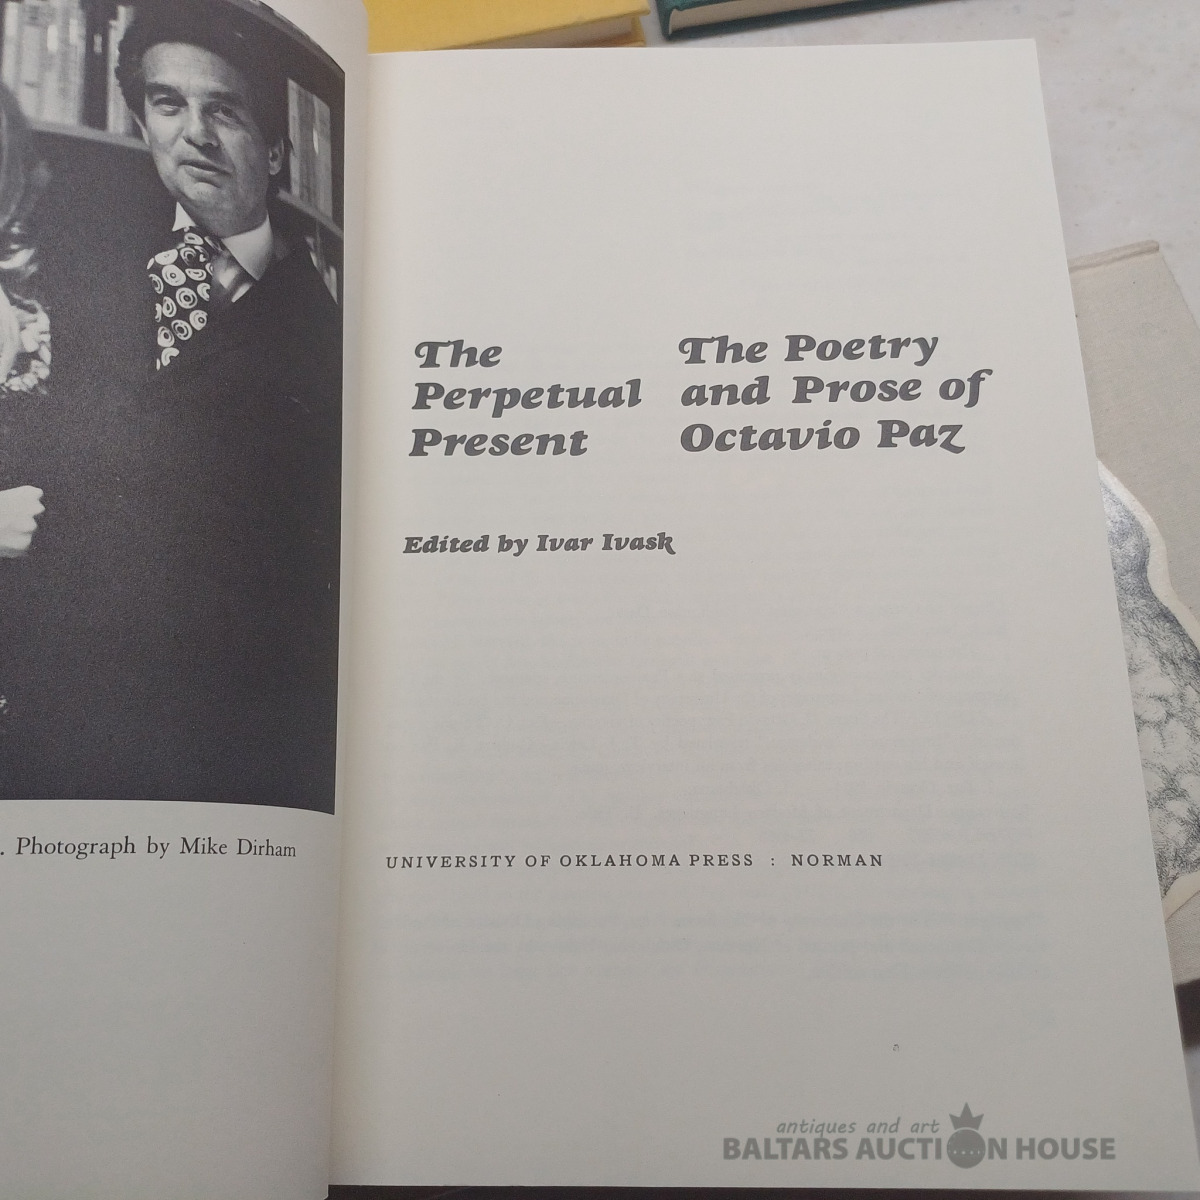 . Photograph by Mike Dirham
The
Perpetual
Present
The Poetry
and Prose of
Octavio Paz
Edited by Ivar Ivask
UNIVERSITY OF OKLAHOMA PRESS : NORMAN
antiques and art
BALTARS AUCTION HOUSE